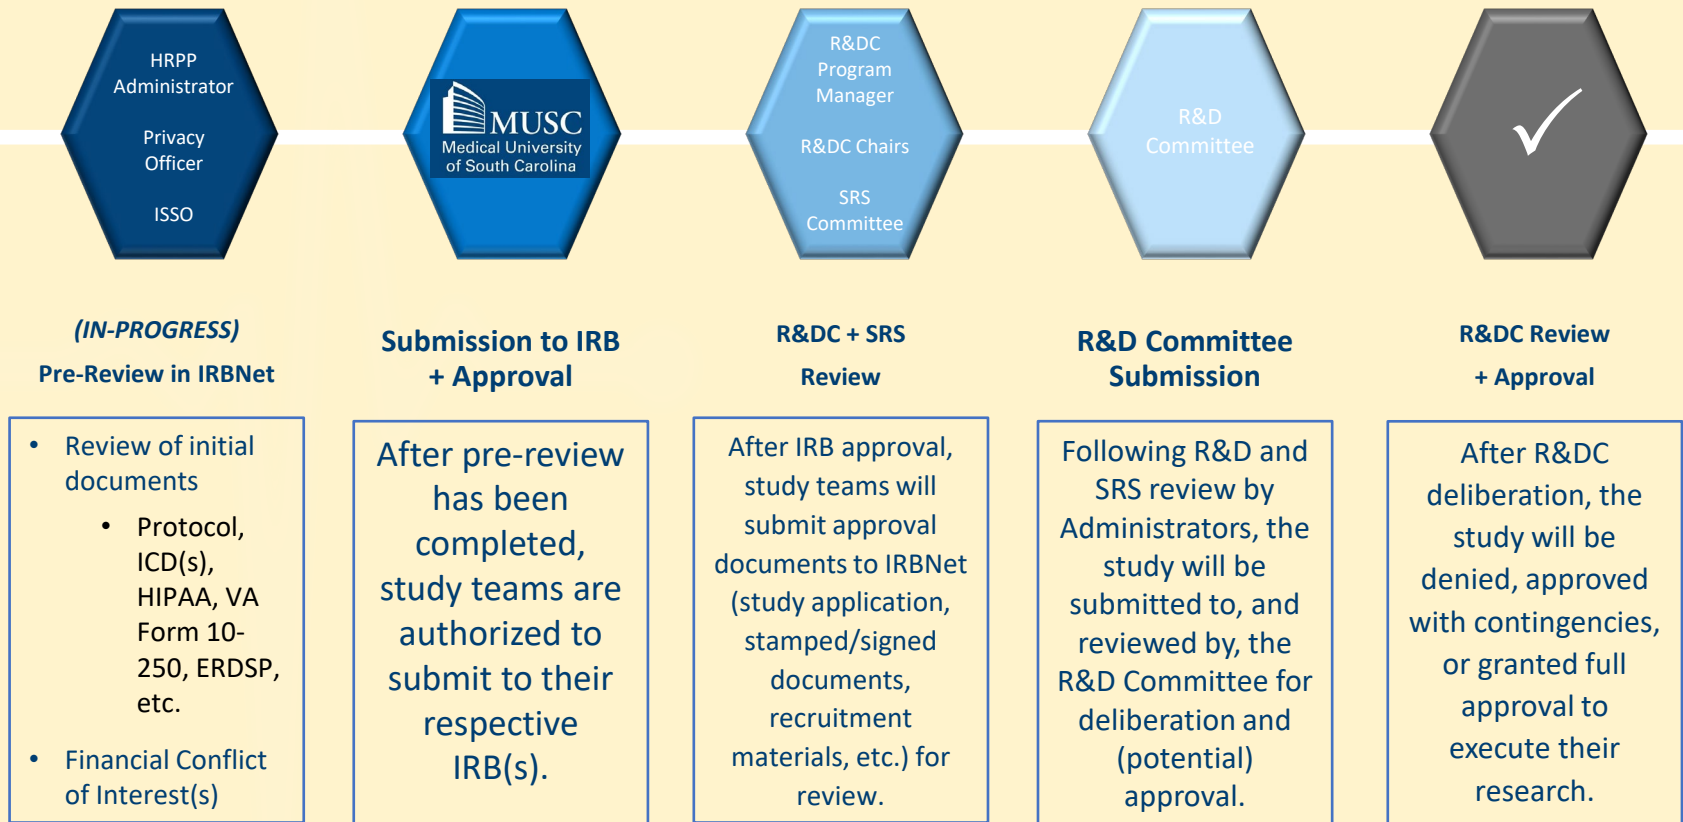 HRPP
Administrator
Privacy
Officer
ISSO
MUSC
Medical University
of South Carolina
R&DC
Program
Manager
R&DC Chairs
SRS
Committee
R&D
Committee
(IN-PROGRESS)
Pre-Review in IRBNet
• Review of initial
documents
• Protocol,
ICD(s),
HIPAA, VA
Form 10-
250, ERDSP,
etc.
• Financial Conflict
of Interest(s)
Submission to IRB
+ Approval
After pre-review
has been
completed,
study teams are
authorized to
submit to their
respective
IRB(s).
R&DC + SRS
Review
After IRB approval,
study teams will
submit approval
documents to IRBNet
(study application,
stamped/signed
documents,
recruitment
materials, etc.) for
review.
R&D Committee
Submission
Following R&D and
SRS review by
Administrators, the
study will be
submitted to, and
reviewed by, the
R&D Committee for
deliberation and
(potential)
approval.
R&DC Review
+ Approval
After R&DC
deliberation, the
study will be
denied, approved
with contingencies,
or granted full
approval to
execute their
research.